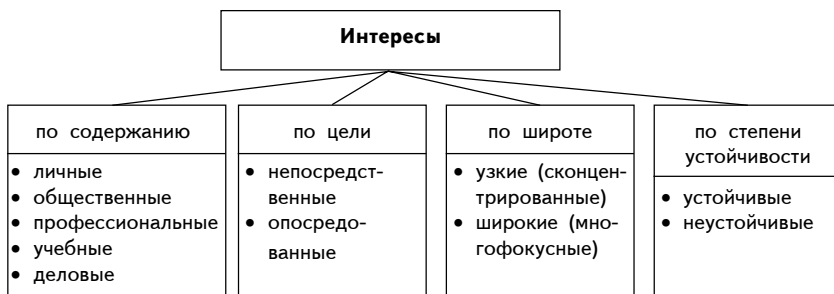 Интересы
по содержанию
• личные
• общественные
• профессиональные
• учебные
• деловые
по цели
• непосредст-
венные
• опосредо-
ванные
по широте
• узкие (сконцен-
трированные)
• широкие (мно-
гофокусные)
по степени
устойчивости
• устойчивые
• неустойчивые